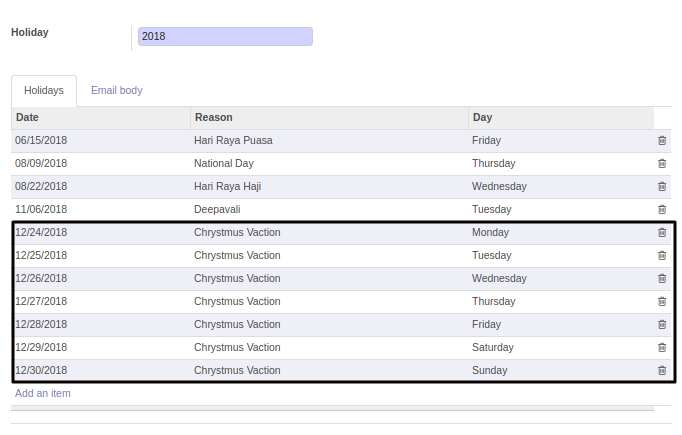 Holiday 2018
Holidays Email body
Date Reason Day
06/15/2018 Hari Raya Puasa Friday
08/09/2018 National Day Thursday
08/22/2018 Hari Raya Haji Wednesday
11/06/2018 Deepavali Tuesday
12/24/2018 Chrystmus Vaction Monday
12/25/2018 Chrystmus Vaction Tuesday
12/26/2018 Chrystmus Vaction Wednesday
12/27/2018 Chrystmus Vaction Thursday
12/28/2018 Chrystmus Vaction Friday
12/29/2018 Chrystmus Vaction Saturday
12/30/2018 Chrystmus Vaction Sunday
Add an item